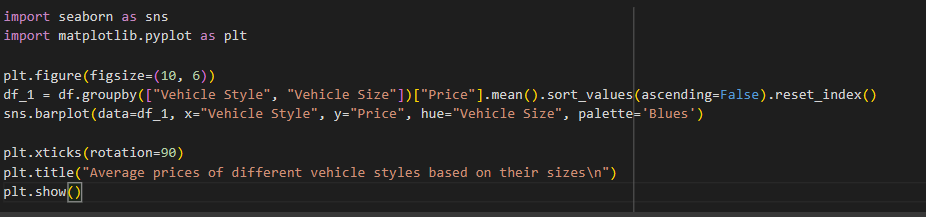 import seaborn as sns
import matplotlib.pyplot as plt
plt.figure(figsize=(10, 6))
df_1 = df.groupby(["Vehicle Style", "Vehicle Size"])["Price"].mean().sort_values(ascending=False).reset_index()
sns.barplot(data=df_1, x="Vehicle Style", y="Price", hue="Vehicle Size", palette='Blues')
plt.xticks(rotation=90)
plt.title("Average prices of different vehicle styles based on their sizes\n")
plt.show()